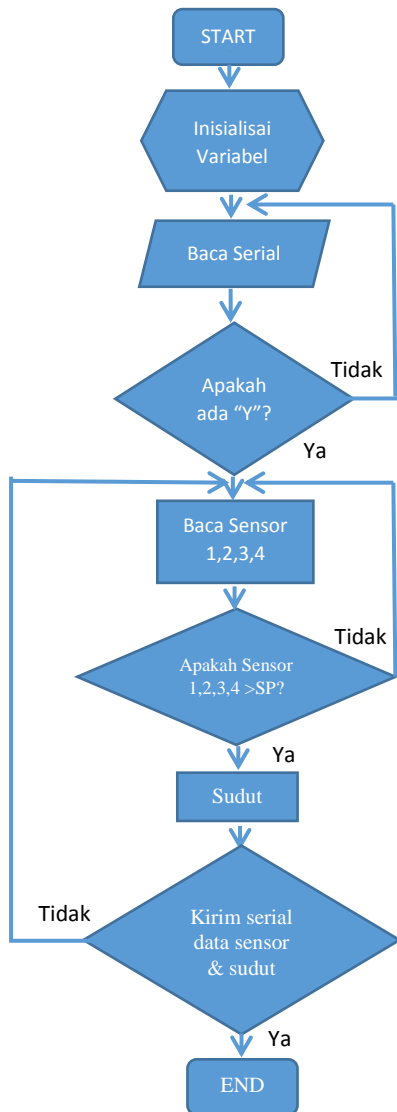 START
Inisialisai
Variabel
Baca Serial
Tidak
Apakah
ada “Y”?
Ya
Baca Sensor
1,2,3,4
Tidak
Apakah Sensor
1,2,3,4 >SP?
Ya
Sudut
Tidak
Kirim serial
data sensor
& sudut
Ya
END